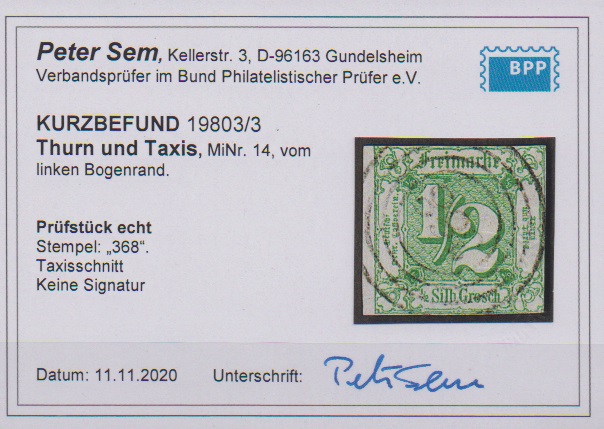 Peter Sem, Kellerstr. 3, D-96163 Gundelsheim
Verbandsprüfer im Bund Philatelistischer Prüfer e.V.
BPP
KURZBEFUND 19803/3
Thurn und Taxis, MiNr. 14, vom
linken Bogenrand.
Freimarke
1/2
½ Silb. Grosch
Prüfstück echt
Stempel: „368“.
Taxisschnitt
Keine Signatur
Datum: 11.11.2020 Unterschrift: Peter Sem